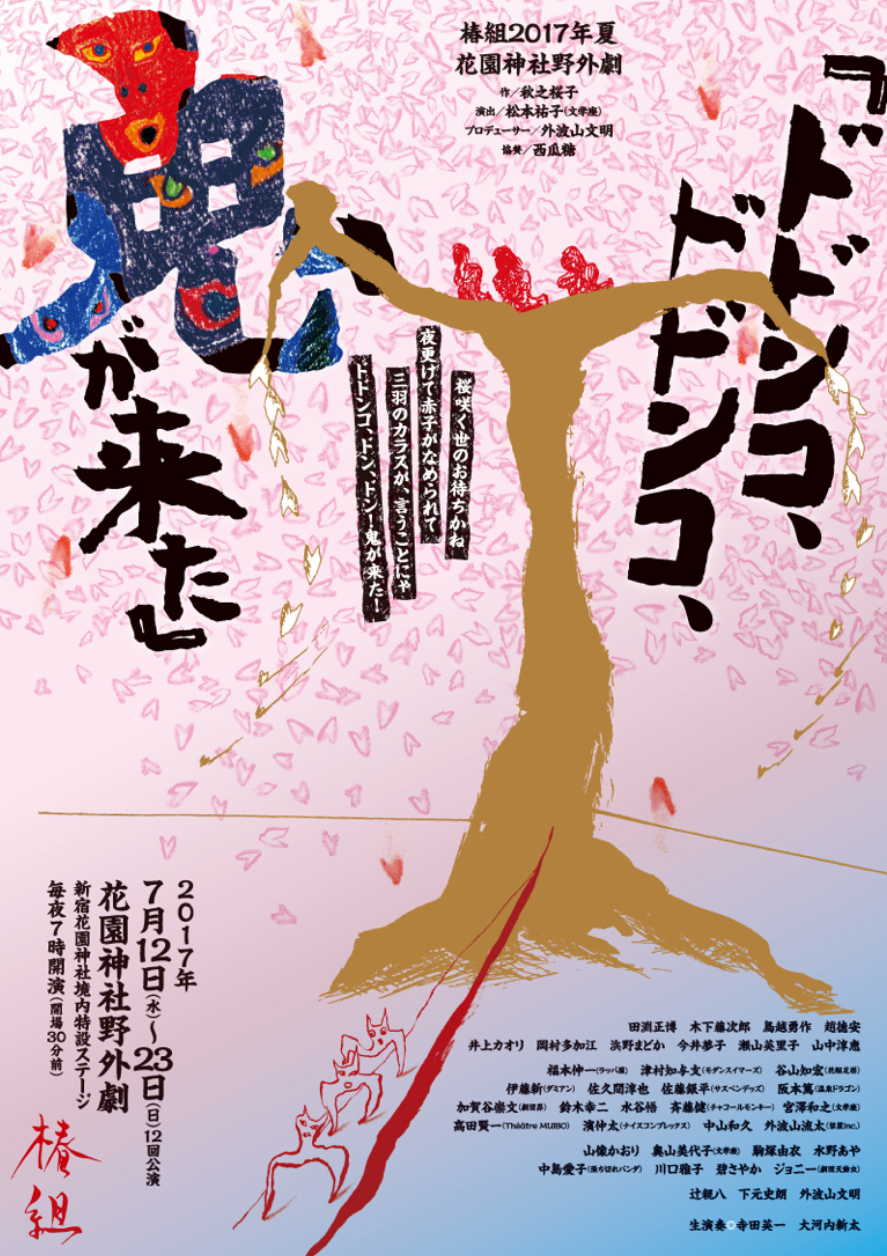 椿組2017年夏
花園神社野外劇
作/秋之桜子
演出/松本祐子(文学座)
プロデューサー/外波山文明
協賛/西瓜糖
『ドドンコ、
ドドンコ、
鬼が来た』
桜咲く世のお待ちかね
夜更けて赤子がなめられて
三羽のカラスが、言うことにゃ
ドドンコ、ドン、ドン!鬼が来たー
2017年
7月12日(水)~23日(日)12回公演
花園神社野外劇
新宿花園神社境内特設ステージ
毎夜7時開演(開場30分前)
椿組
田渕正博 木下藤次郎 鳥越勇作 趙徳安
井上カオリ 岡村多加江 浜野まどか 今井夢子 瀬山英里子 山中淳恵
福本伸一(ラッパ屋) 津村知与支(モダンスイマーズ) 谷山知宏(花組芝居)
伊藤新(ダミアン) 佐久間淳也 佐藤銀平(サスペンデッズ) 阪本篤(温泉ドラゴン)
加賀谷崇文(劇団昴) 鈴木幸二 水谷悟 斉藤健(チャコールモンキー) 宮澤和之(文学座)
高田賢一(Théâtre MUIBO) 演仲太(ナイスコンプレックス) 中山和久 外波山流太(椿菫inc.)
山像かおり 奥山美代子(文学座) 駒塚由衣 水野あや
中島愛子(張ち切れパンダ) 川口雅子 碧さやか ジョニー(劇団天動虫)
辻親八 下元史朗 外波山文明
生演奏○寺田英一 大河内新太